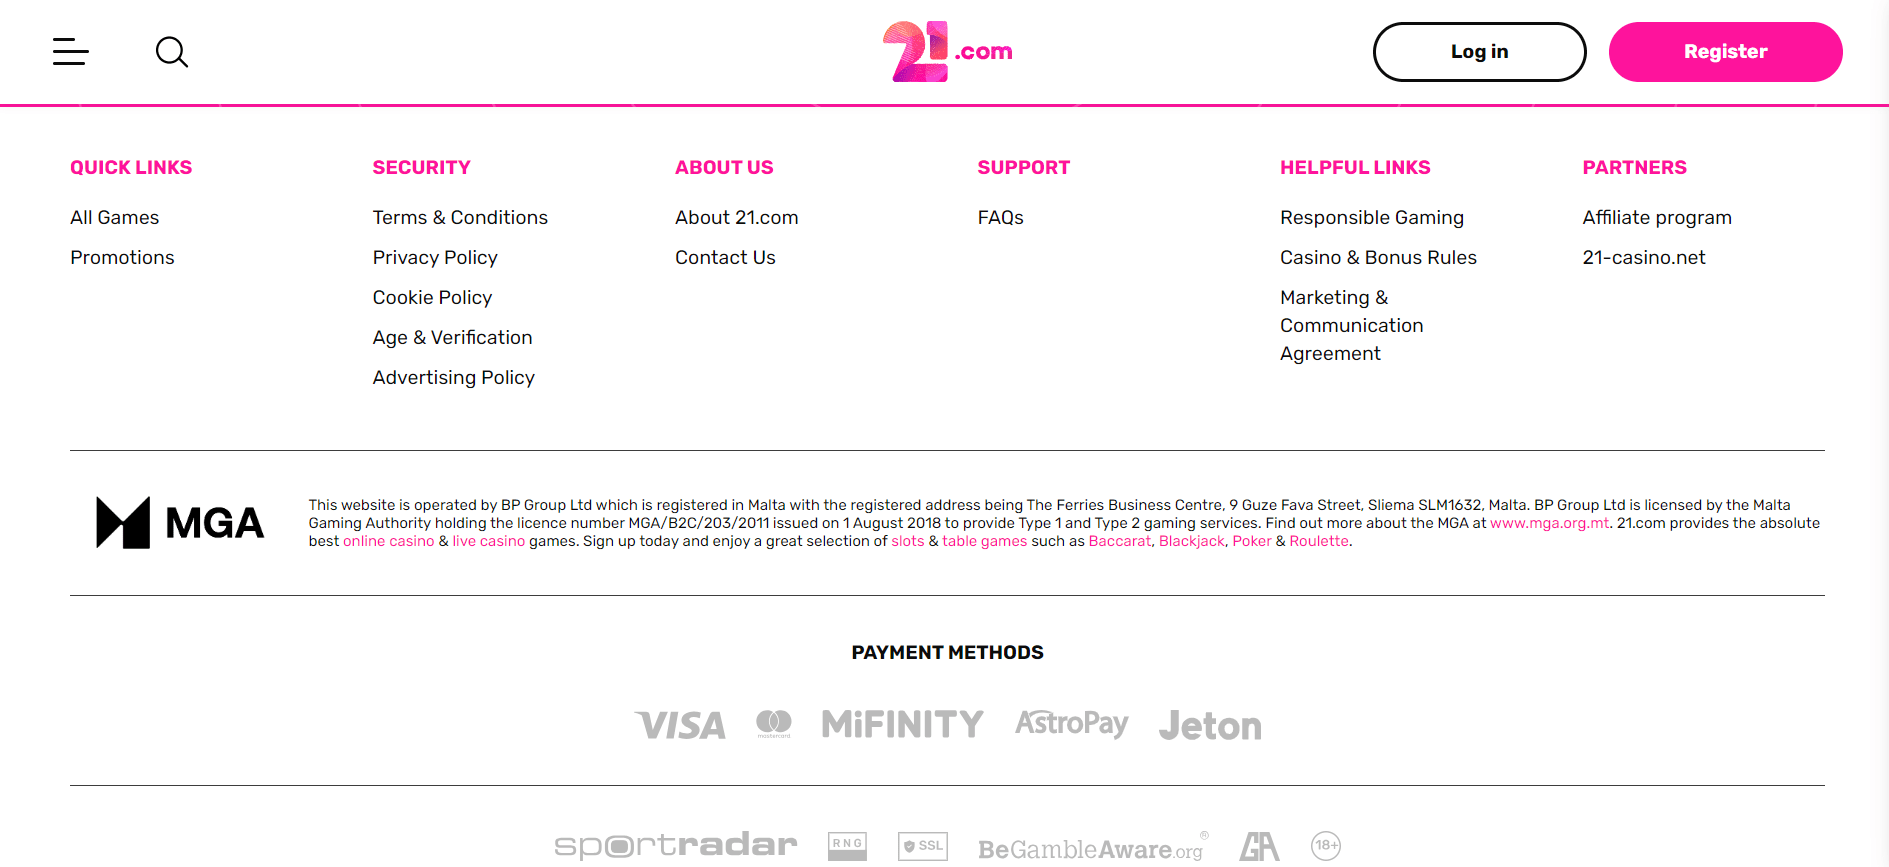 21.com
Log in
Register
QUICK LINKS
All Games
Promotions
SECURITY
Terms & Conditions
Privacy Policy
Cookie Policy
Age & Verification
Advertising Policy
ABOUT US
About 21.com
Contact Us
SUPPORT
FAQs
HELPFUL LINKS
Responsible Gaming
Casino & Bonus Rules
Marketing &
Communication
Agreement
PARTNERS
Affiliate program
21-casino.net
MGA
This website is operated by BP Group Ltd which is registered in Malta with the registered address being The Ferries Business Centre, 9 Guze Fava Street, Sliema SLM1632, Malta. BP Group Ltd is licensed by the Malta
Gaming Authority holding the licence number MGA/B2C/203/2011 issued on 1 August 2018 to provide Type 1 and Type 2 gaming services. Find out more about the MGA at www.mga.org.mt. 21.com provides the absolute
best online casino & live casino games. Sign up today and enjoy a great selection of slots & table games such as Baccarat, Blackjack, Poker & Roulette.
PAYMENT METHODS
VISA
mastercard
MiFINITY
AstroPay
Jeton
sportradar
RNG
SSL
BeGambleAware.org®
GA
18+